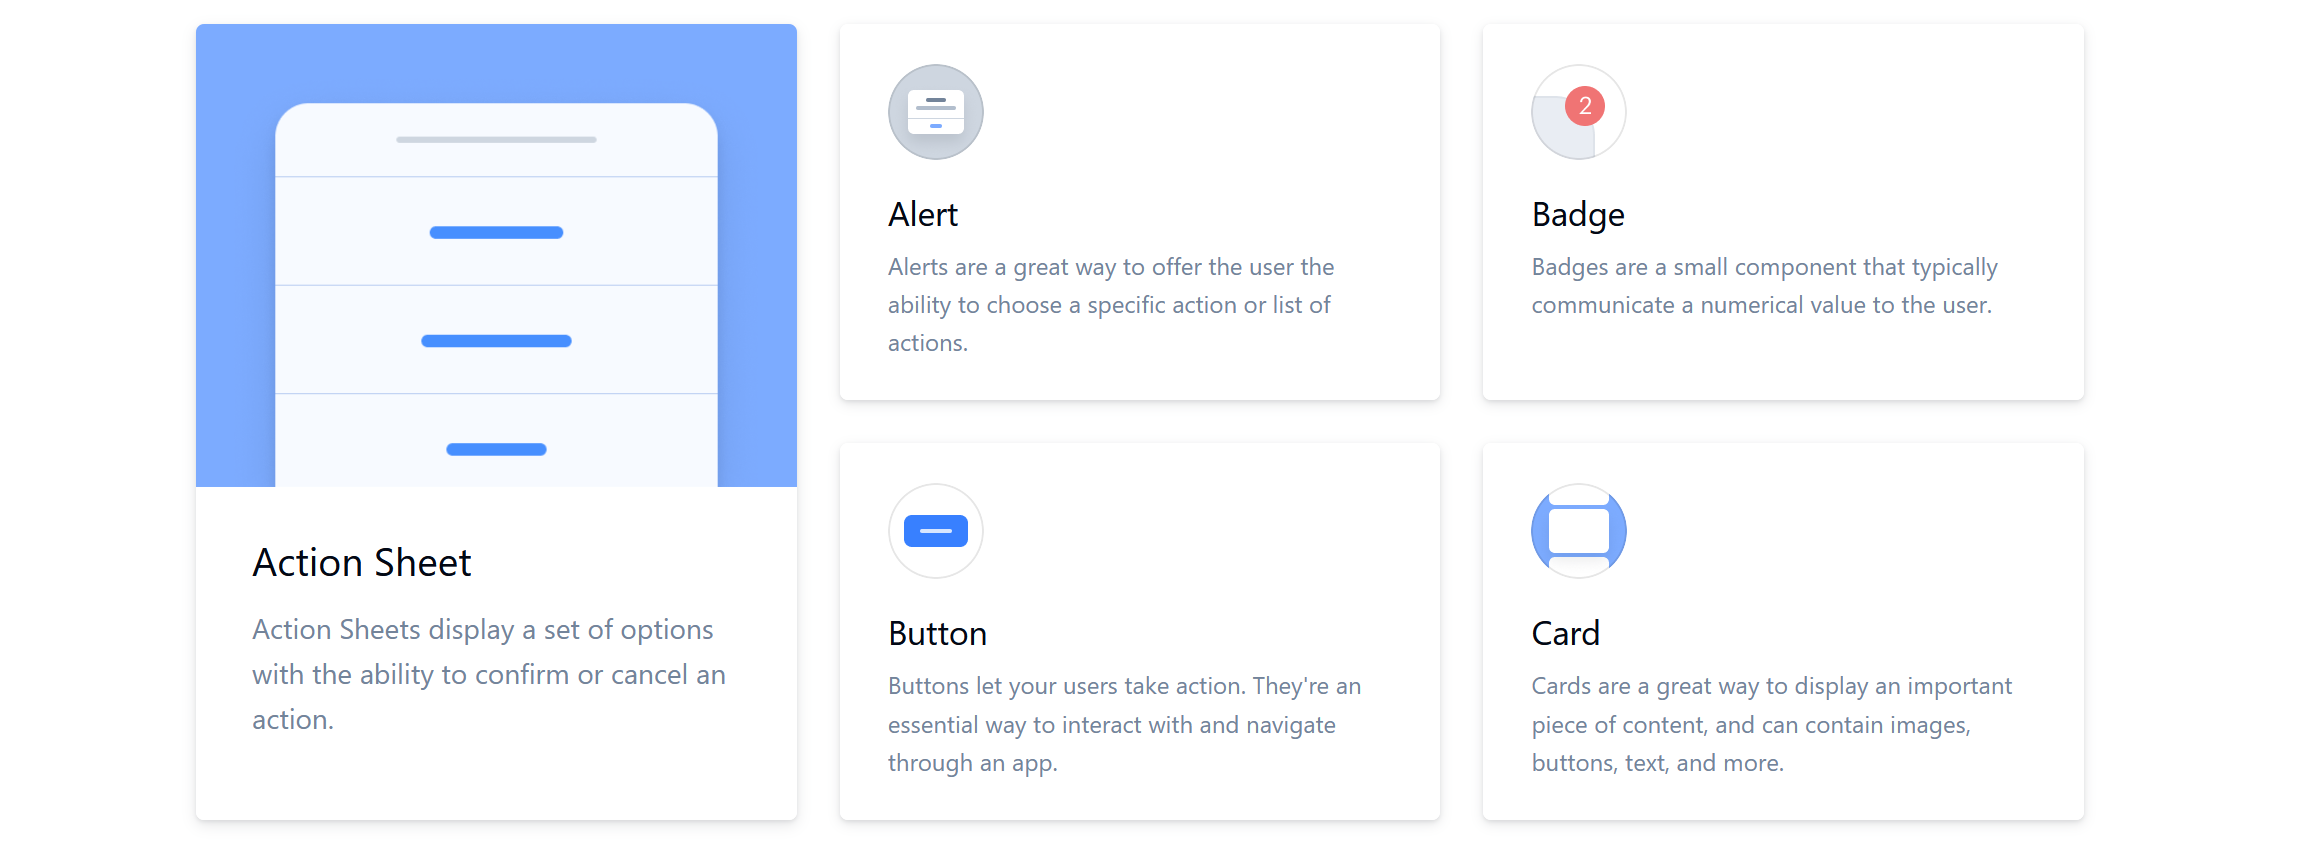 Action Sheet
Action Sheets display a set of options
with the ability to confirm or cancel an
action.
Alert
Alerts are a great way to offer the user the
ability to choose a specific action or list of
actions.
2
Badge
Badges are a small component that typically
communicate a numerical value to the user.
Button
Buttons let your users take action. They're an
essential way to interact with and navigate
through an app.
Card
Cards are a great way to display an important
piece of content, and can contain images,
buttons, text, and more.